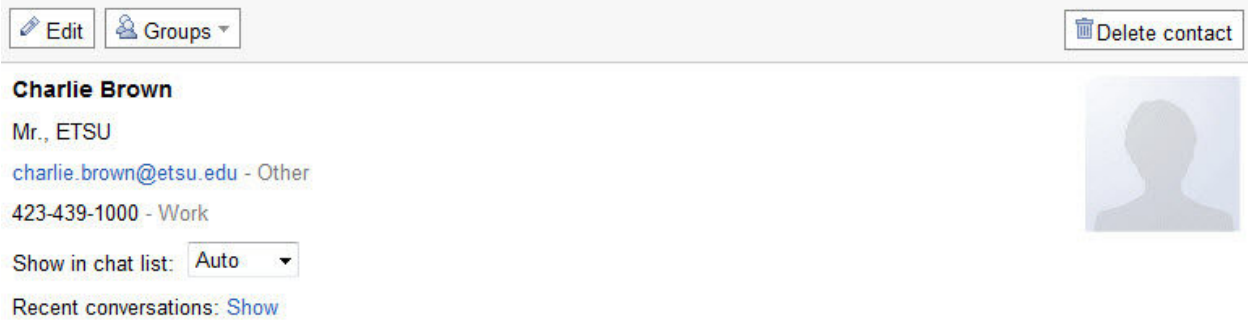 Edit Groups Delete contact
Charlie Brown
Mr., ETSU
charlie.brown@etsu.edu - Other
423-439-1000 - Work
Show in chat list: Auto
Recent conversations: Show